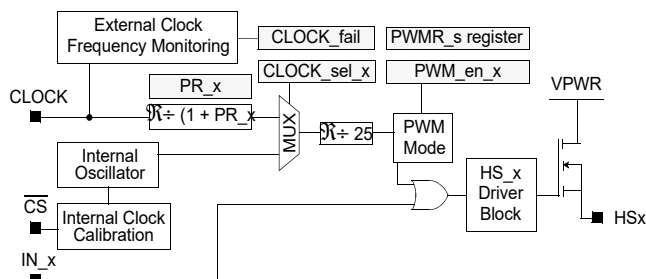 External Clock
Frequency Monitoring
CLOCK_fail
PWMR_s register
CLOCK_sel_x
PWM_en_x
PR_x
VPWR
CLOCK
ℜ÷ (1 + PR_x
MUX
ℜ÷ 25
PWM
Mode
Internal
Oscillator
HS_x
Driver
Block
CS
Internal Clock
Calibration
HSx
IN_x